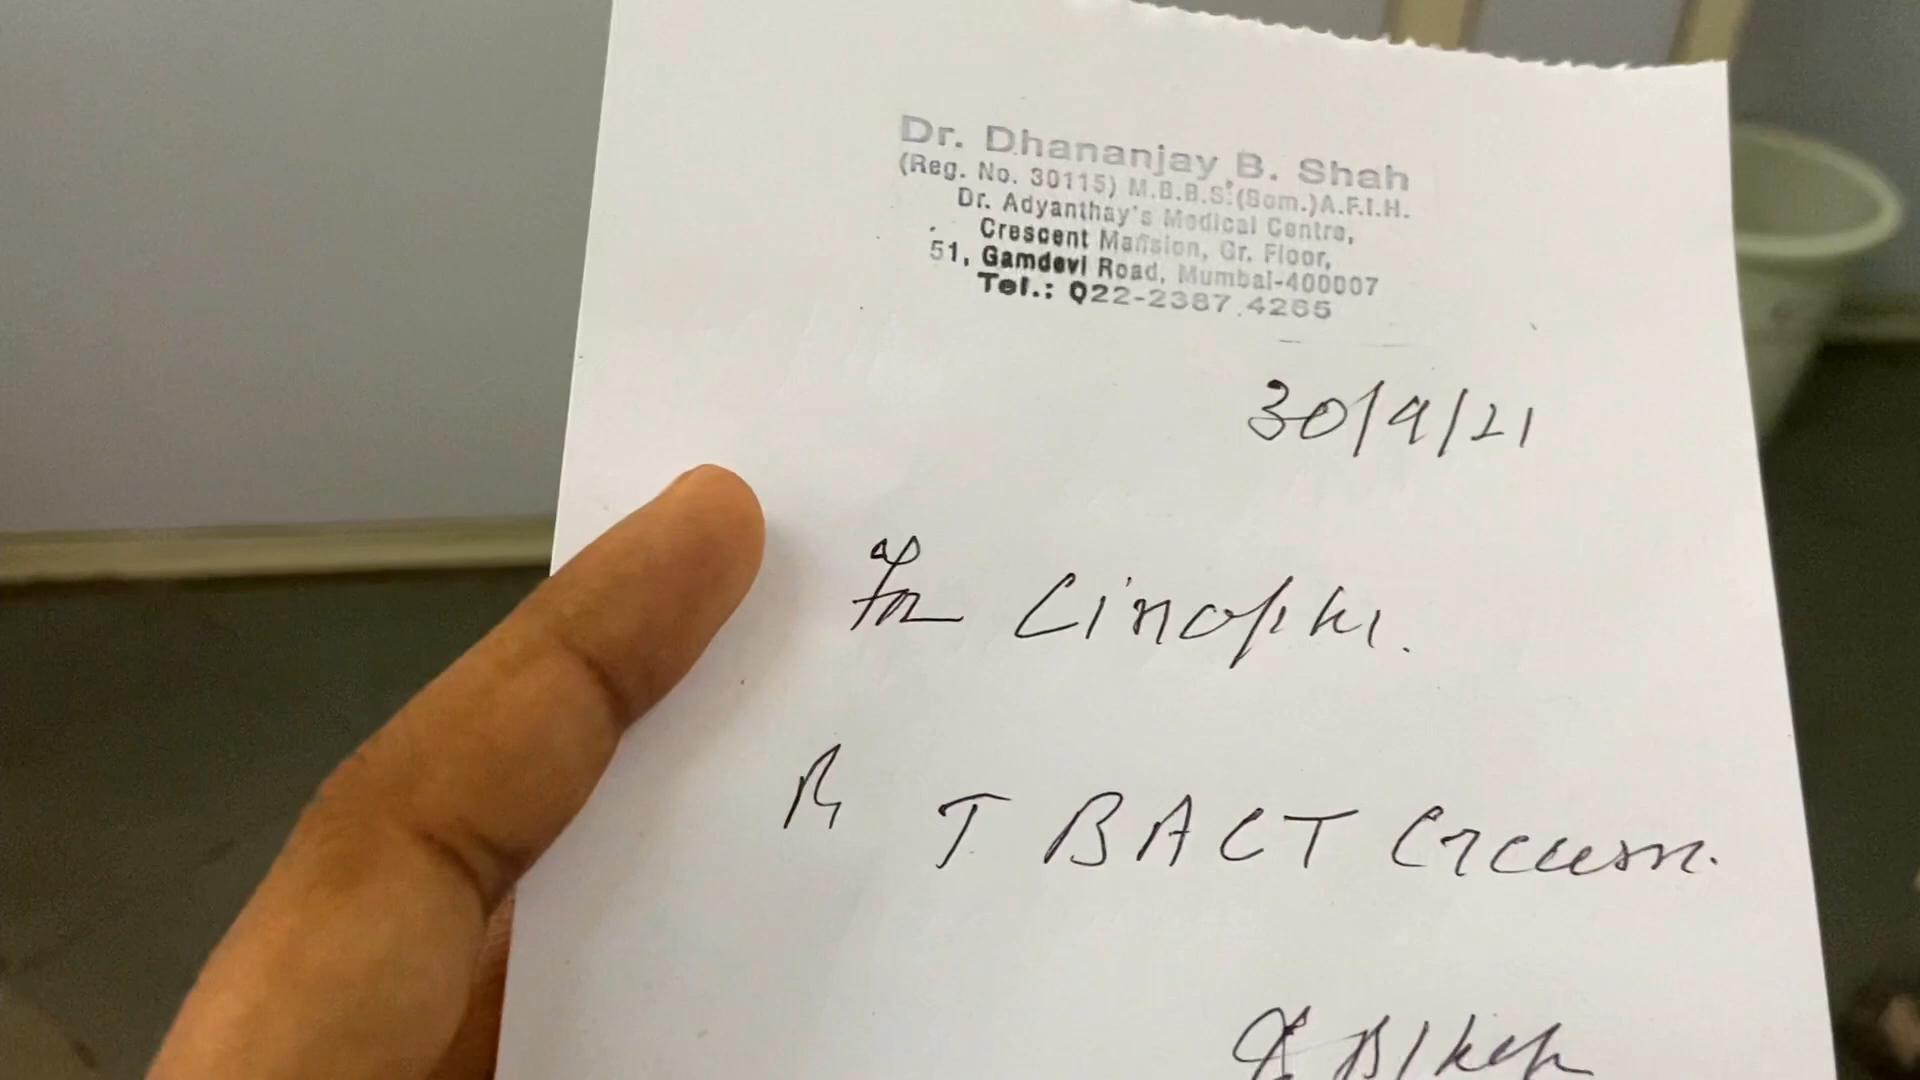 Dr. Dhananjay B. Shah
(Reg. No. 30115) M.B.B.S.(Bom.)A.F.I.H.
Dr. Adyanthay's Medical Centre,
Crescent Mansion, Gr. Floor,
51, Gamdevi Road, Mumbai-400007
Tel.: 022-2387 4265
30/9/21
For
R T BACT Cream.